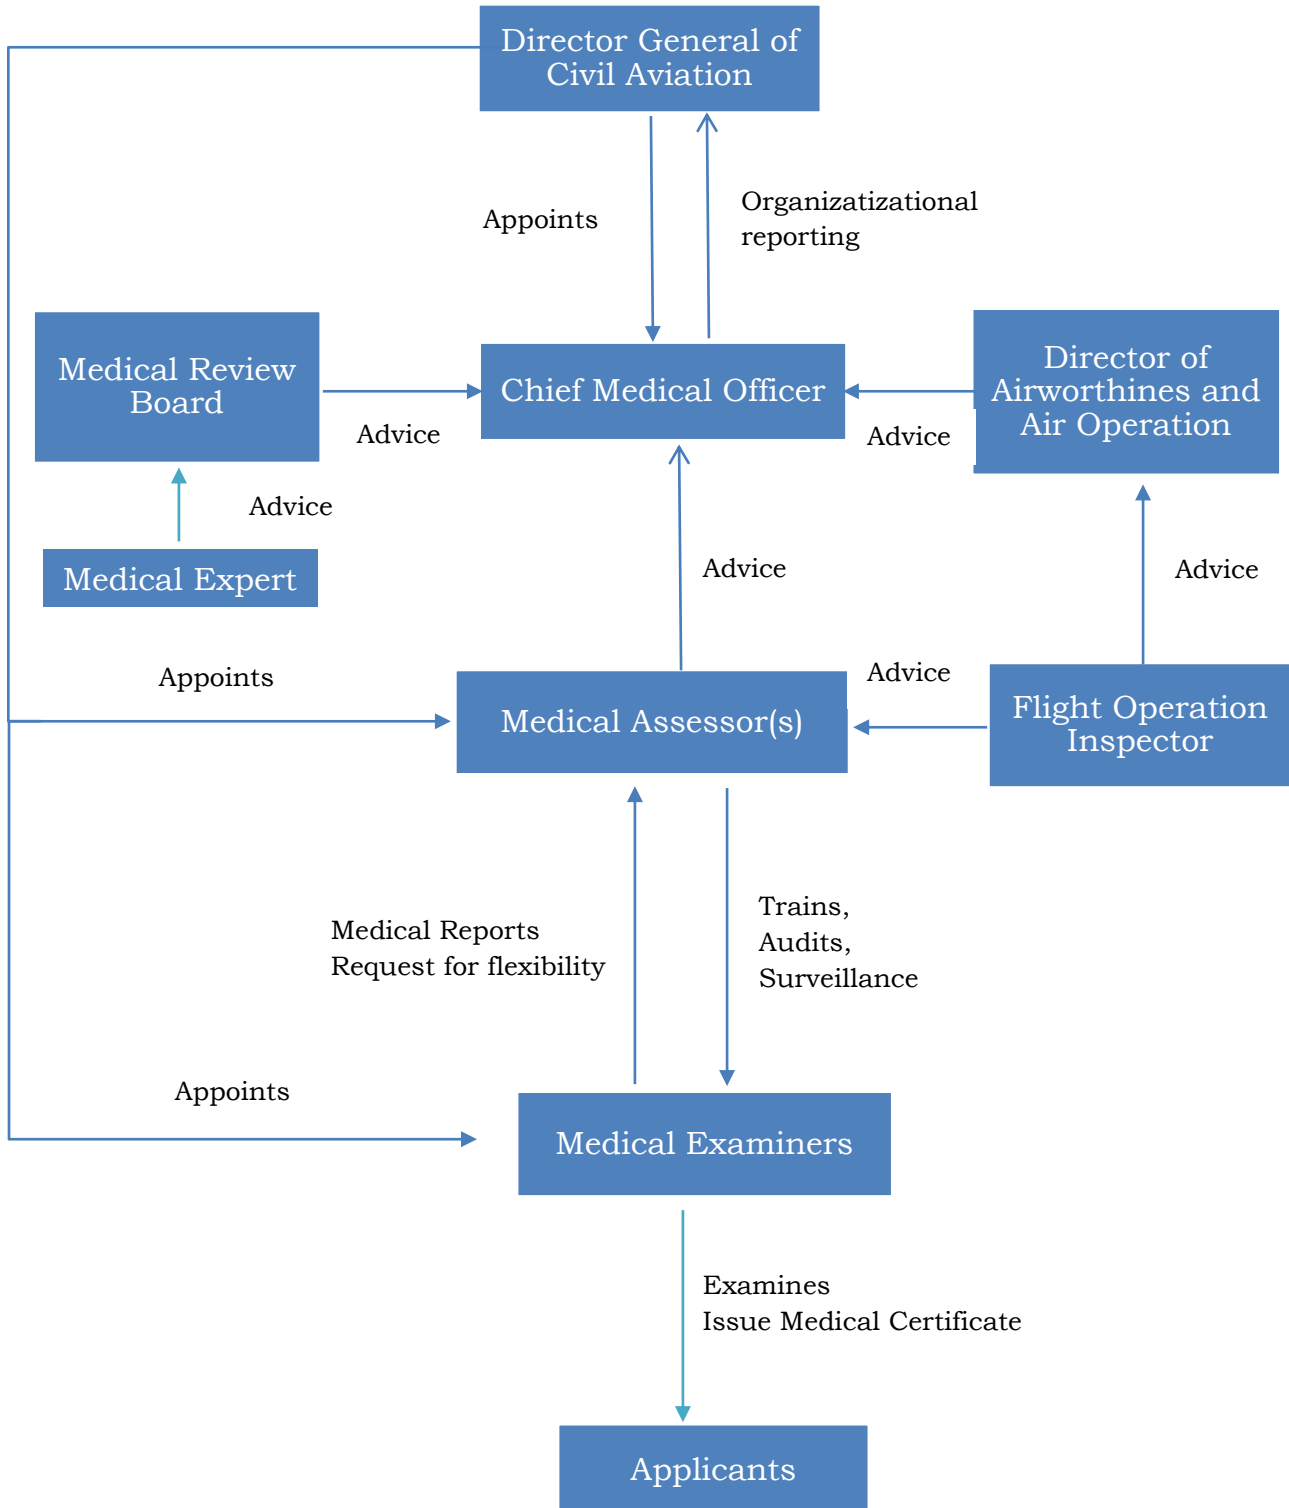 Director General of
Civil Aviation
Appoints
Organizatizational
reporting
Medical Review
Board
Chief Medical Officer
Director of
Airworthines and
Air Operation
Advice
Advice
Advice
Medical Expert
Advice
Advice
Appoints
Advice
Medical Assessor(s)
Flight Operation
Inspector
Medical Reports
Request for flexibility
Trains,
Audits,
Surveillance
Appoints
Medical Examiners
Examines
Issue Medical Certificate
Applicants